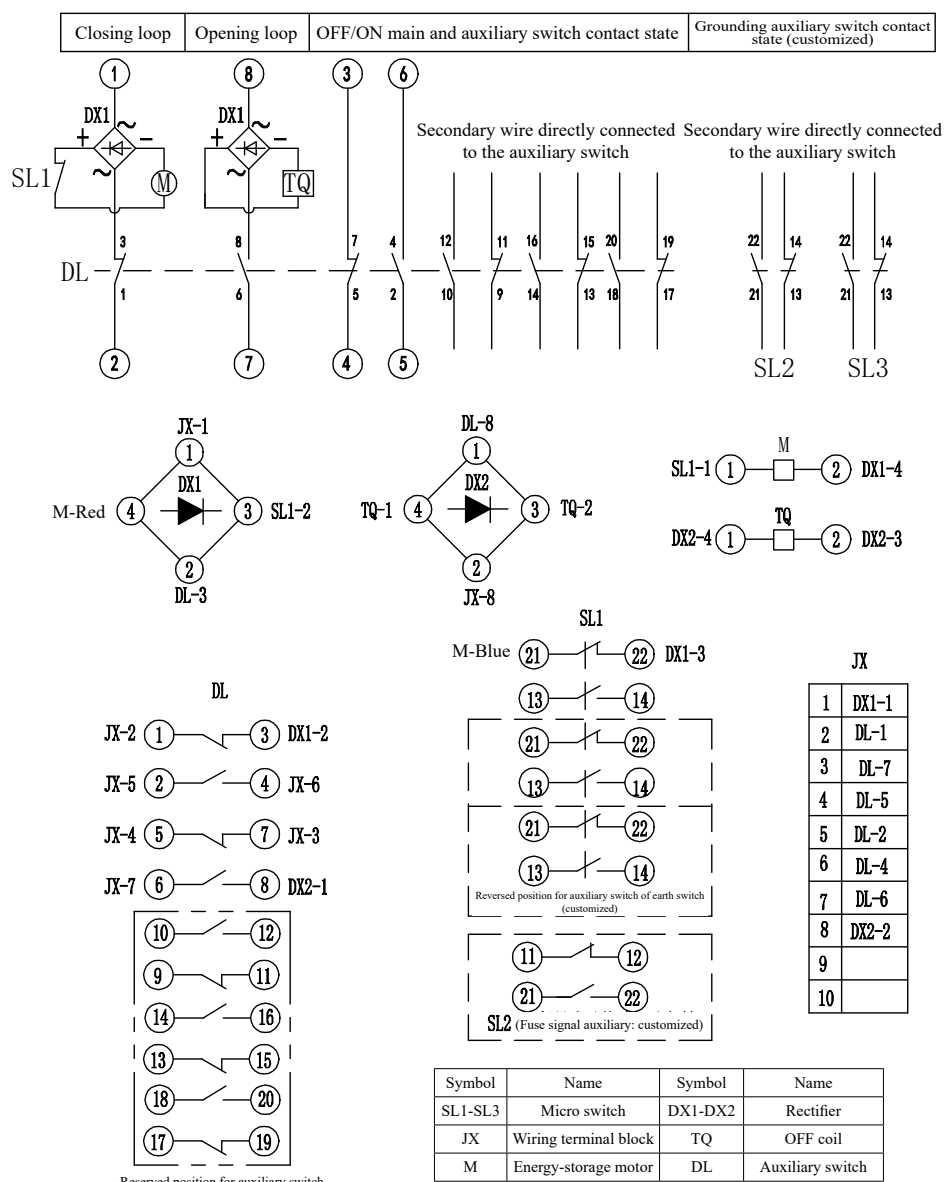 Closing loop
Opening loop
OFF/ON main and auxiliary switch contact state
Grounding auxiliary switch contact
state (customized)
1 8 3 6
DX1 DX1
~ ~
+ − + −
~ ~
SL1 M TQ
Secondary wire directly connected
to the auxiliary switch
Secondary wire directly connected
to the auxiliary switch
3 8 7 4 12 11 16 15 20 19 22 14 22 14
DL
1 6 5 2 10 9 14 13 18 17 21 13 21 13
2 7 4 5
SL2 SL3
JX-1
1
DX1
M-Red 4 3 SL1-2
2
DL-3
DL-8
1
DX2
TQ-1 4 3 TQ-2
2
JX-8
M
SL1-1 1 2 DX1-4
TQ
DX2-4 1 2 DX2-3
DL
JX-2 1 3 DX1-2
JX-5 2 4 JX-6
JX-4 5 7 JX-3
JX-7 6 8 DX2-1
10 12
9 11
14 16
13 15
18 20
17 19
Reserved position for auxiliary switch
SL1
M-Blue 21 22 DX1-3
13 14
21 22
13 14
21 22
13 14
Reversed position for auxiliary switch of earth switch
(customized)
11 12
21 22
SL2 (Fuse signal auxiliary: customized)
JX
1 DX1-1
2 DL-1
3 DL-7
4 DL-5
5 DL-2
6 DL-4
7 DL-6
8 DX2-2
9
10
Symbol Name Symbol Name
SL1-SL3 Micro switch DX1-DX2 Rectifier
JX Wiring terminal block TQ OFF coil
M Energy-storage motor DL Auxiliary switch